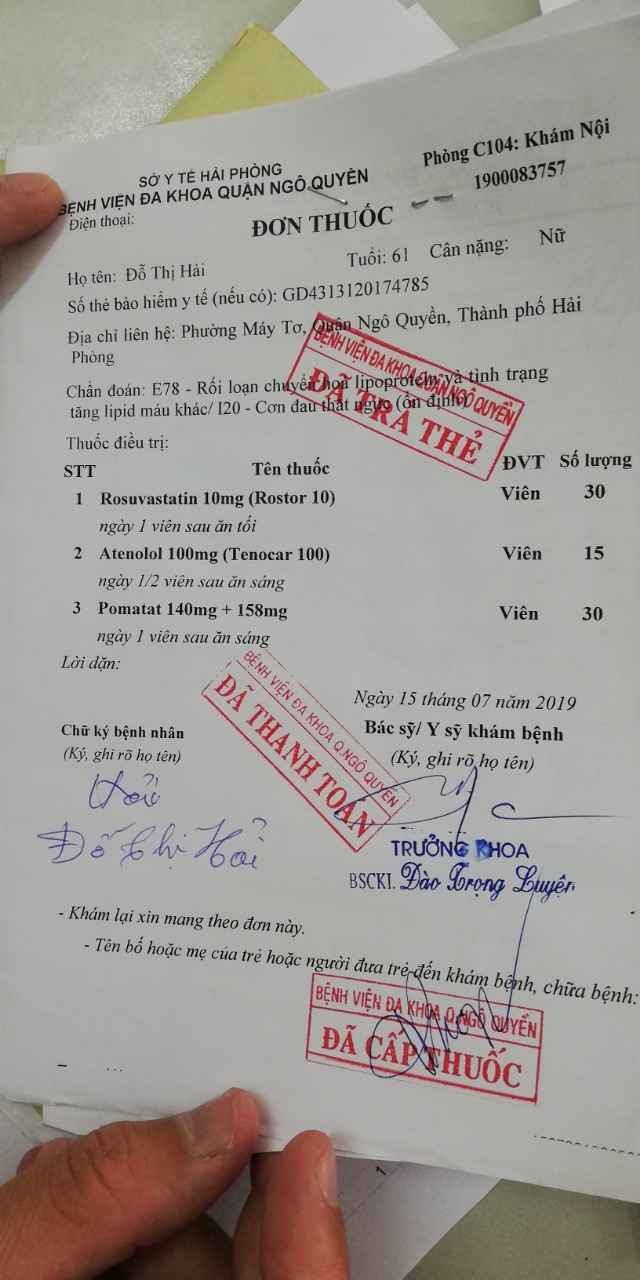 SỞ Y TẾ HẢI PHÒNG
BỆNH VIỆN ĐA KHOA QUẬN NGÔ QUYỀN
Điện thoại:
Phòng C104: Khám Nội
1900083757
ĐƠN THUỐC
Họ tên: Đỗ Thị Hải Tuổi: 61 Cân nặng: Nữ
Số thẻ bảo hiểm y tế (nếu có): GD4313120174785
Địa chỉ liên hệ: Phường Máy Tơ, Quận Ngô Quyền, Thành phố Hải
Phòng
Chẩn đoán: E78 - Rối loạn chuyển hóa lipoprotein và tình trạng
tăng lipid máu khác/ I20 - Cơn đau thắt ngực (ổn định)
BỆNH VIỆN ĐA KHOA QUẬN NGÔ QUYỀN
ĐÃ TRẢ THẺ
Thuốc điều trị:
STT Tên thuốc ĐVT Số lượng
1 Rosuvastatin 10mg (Rostor 10) Viên 30
ngày 1 viên sau ăn tối
2 Atenolol 100mg (Tenocar 100) Viên 15
ngày 1/2 viên sau ăn sáng
3 Pomatat 140mg + 158mg Viên 30
ngày 1 viên sau ăn sáng
Lời dặn:
BỆNH VIỆN ĐA KHOA Q.NGÔ QUYỀN
ĐÃ THANH TOÁN
Ngày 15 tháng 07 năm 2019
Chữ ký bệnh nhân
(Ký, ghi rõ họ tên)
Hải
Đỗ Thị Hải
Bác sỹ/ Y sỹ khám bệnh
(Ký, ghi rõ họ tên)
TRƯỞNG KHOA
BSCKI. Đào Trọng Luyện
- Khám lại xin mang theo đơn này.
- Tên bố hoặc mẹ của trẻ hoặc người đưa trẻ đến khám bệnh, chữa bệnh:
BỆNH VIỆN ĐA KHOA Q.NGÔ QUYỀN
ĐÃ CẤP THUỐC
1